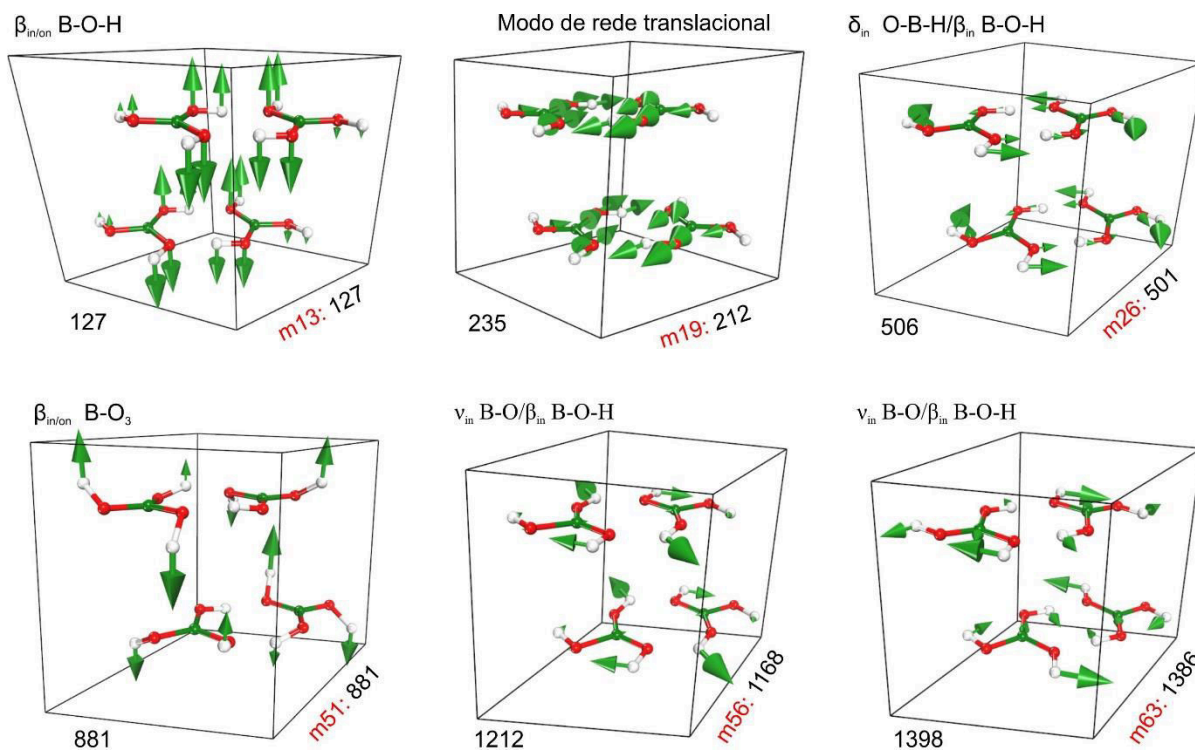 β_in/on B-O-H
Modo de rede translacional
δ_in O-B-H/β_in B-O-H
127
m13: 127
235
m19: 212
506
m26: 501
β_in/on B-O₃
ν_in B-O/β_in B-O-H
ν_in B-O/β_in B-O-H
881
m51: 881
1212
m56: 1168
1398
m63: 1386